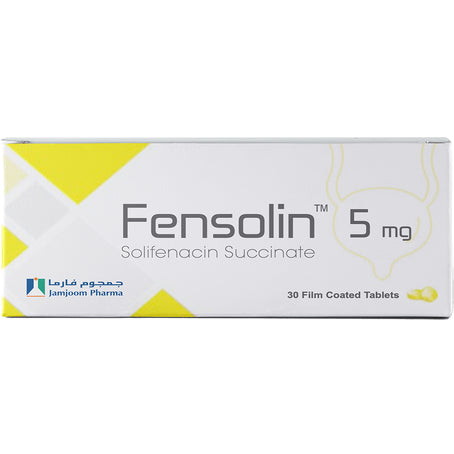 Fensolin™ 5 mg
Solifenacin Succinate
جمجوم فارما
Jamjoom Pharma
30 Film Coated Tablets